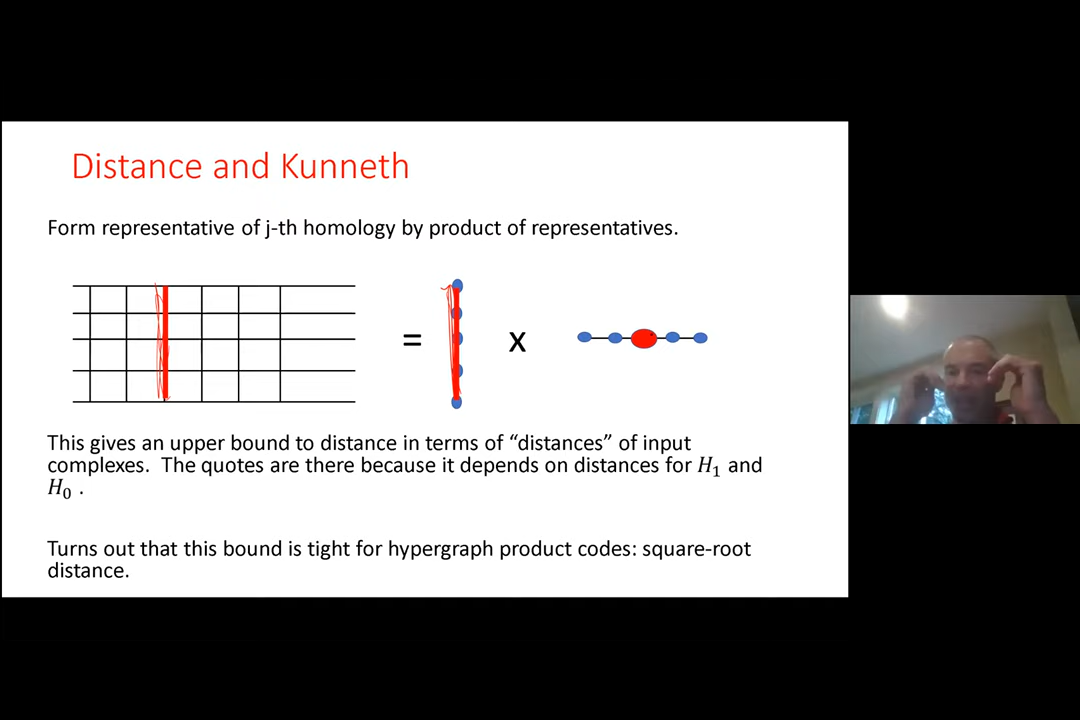 Distance and Kunneth
Form representative of j-th homology by product of representatives.
= x
This gives an upper bound to distance in terms of “distances” of input
complexes. The quotes are there because it depends on distances for H₁ and
H₀ .
Turns out that this bound is tight for hypergraph product codes: square-root
distance.